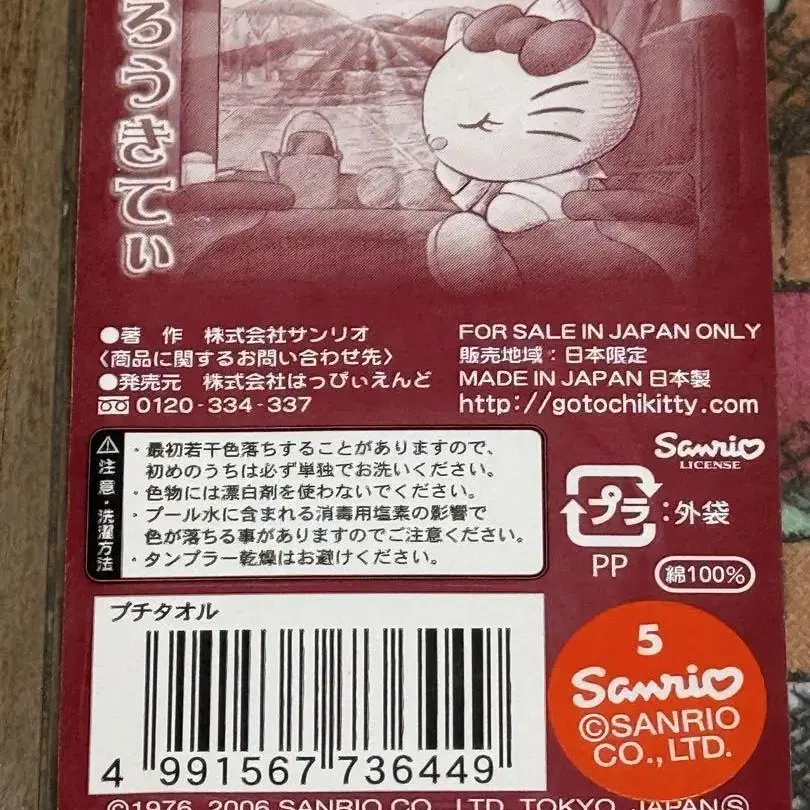 ろうきてぃ
●著 作 株式会社サンリオ
〈商品に関するお問い合わせ先〉
●発売元 株式会社はっぴぃえんど
0120-334-337
FOR SALE IN JAPAN ONLY
販売地域：日本限定
MADE IN JAPAN 日本製
http://gotochikitty.com
注意・洗濯方法
・最初若干色落ちすることがありますので、
初めのうちは必ず単独でお洗いください。
・色物には漂白剤を使わないでください。
・プール水に含まれる消毒用塩素の影響で
色が落ちる事がありますのでご注意ください。
・タンブラー乾燥はお避けください。
Sanrio
LICENSE
プラ：外袋
PP
綿100%
プチタオル
4 991567 736449
5
Sanrio
©SANRIO
CO.,LTD.
©1976, 2006 SANRIO CO., LTD. TOKYO, JAPAN Ⓢ